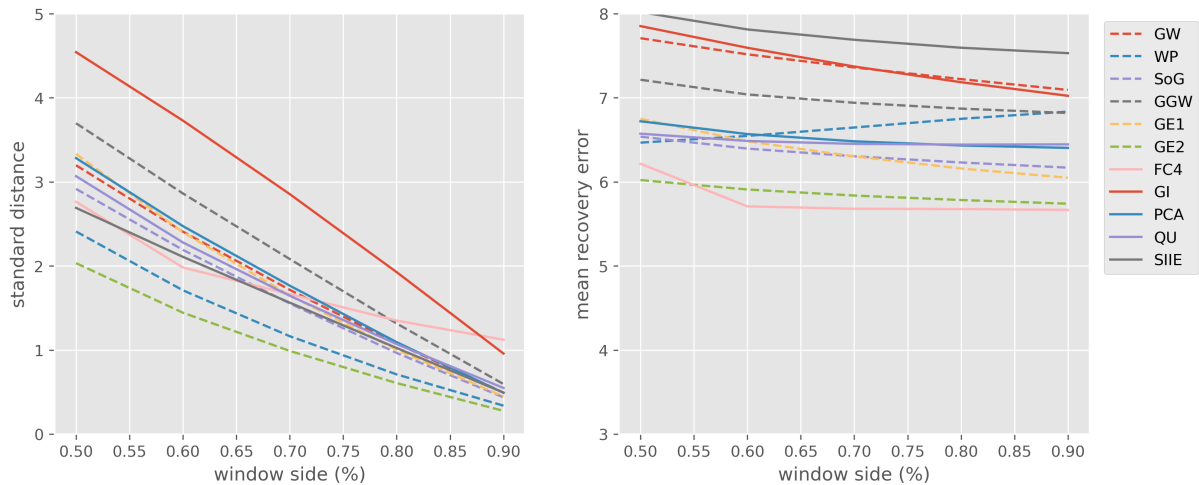 5
4
3
2
1
0
standard distance
0.50 0.55 0.60 0.65 0.70 0.75 0.80 0.85 0.90
window side (%)
8
7
6
5
4
3
mean recovery error
0.50 0.55 0.60 0.65 0.70 0.75 0.80 0.85 0.90
window side (%)
GW
WP
SoG
GGW
GE1
GE2
FC4
GI
PCA
QU
SIIE